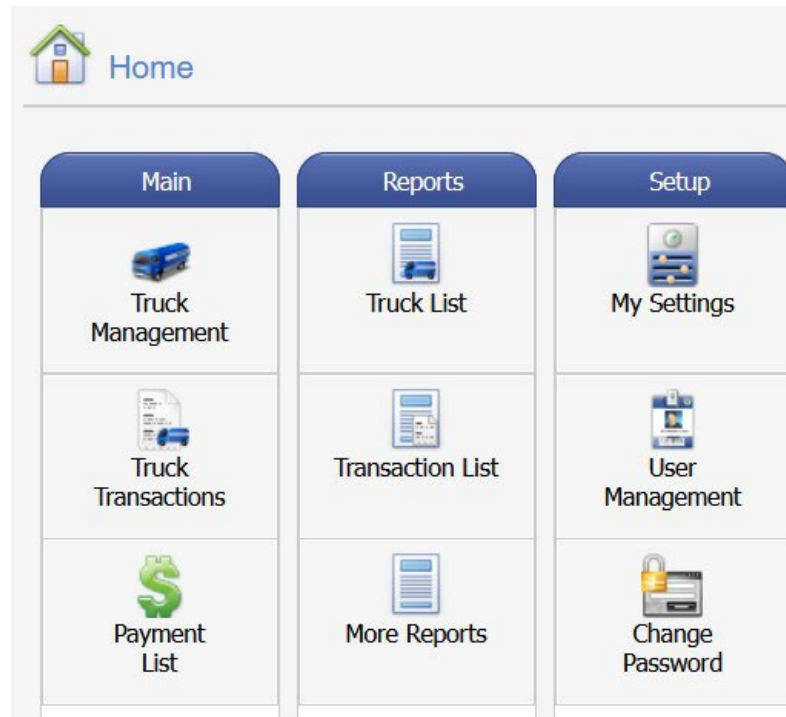 Home
Main
Reports
Setup
Truck
Management
Truck List
My Settings
Truck
Transactions
Transaction List
User
Management
Payment
List
More Reports
Change
Password